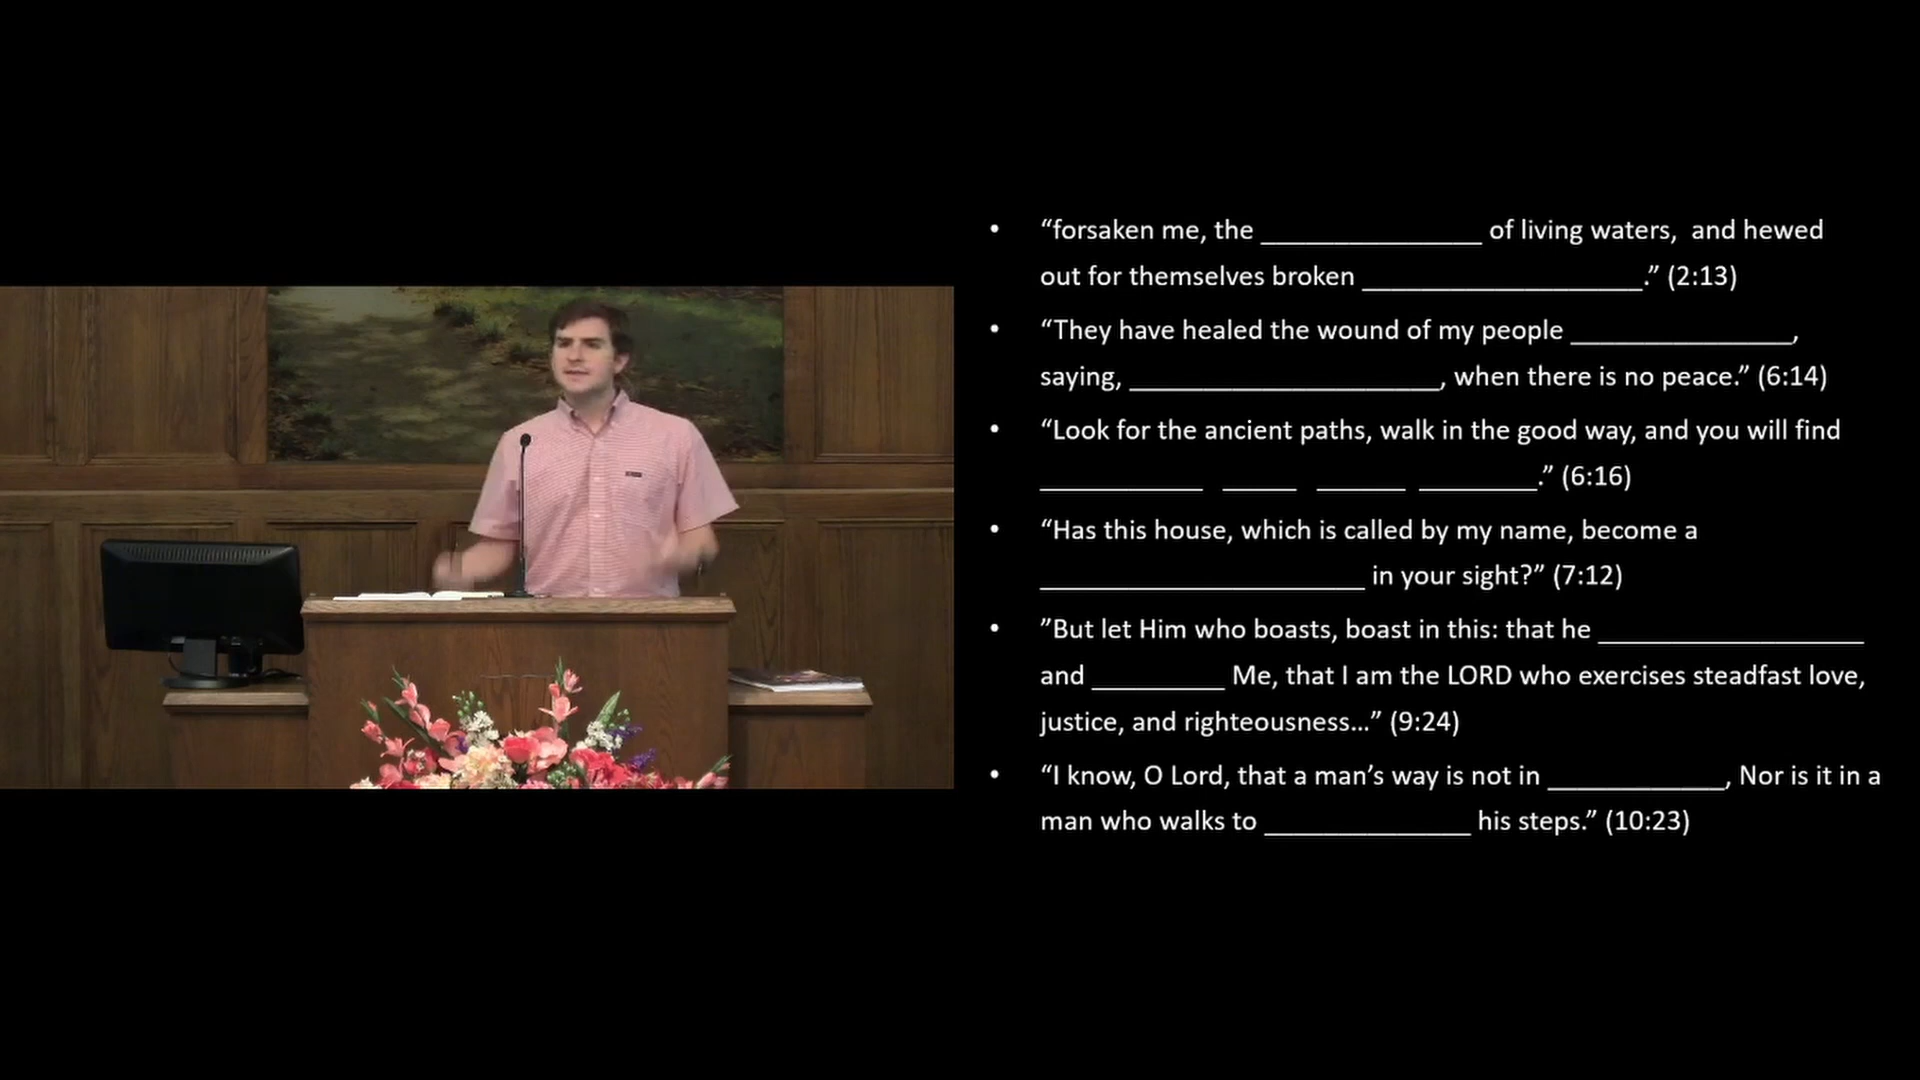 • “forsaken me, the _______________ of living waters,  and hewed
out for themselves broken ___________________.” (2:13)
• “They have healed the wound of my people _______________,
saying, _____________________, when there is no peace.” (6:14)
• “Look for the ancient paths, walk in the good way, and you will find
___________  _____  ______  ________.” (6:16)
• “Has this house, which is called by my name, become a
______________________ in your sight?” (7:12)
• ”But let Him who boasts, boast in this: that he __________________
and _________ Me, that I am the LORD who exercises steadfast love,
justice, and righteousness…” (9:24)
• “I know, O Lord, that a man’s way is not in ____________, Nor is it in a
man who walks to ______________ his steps.” (10:23)